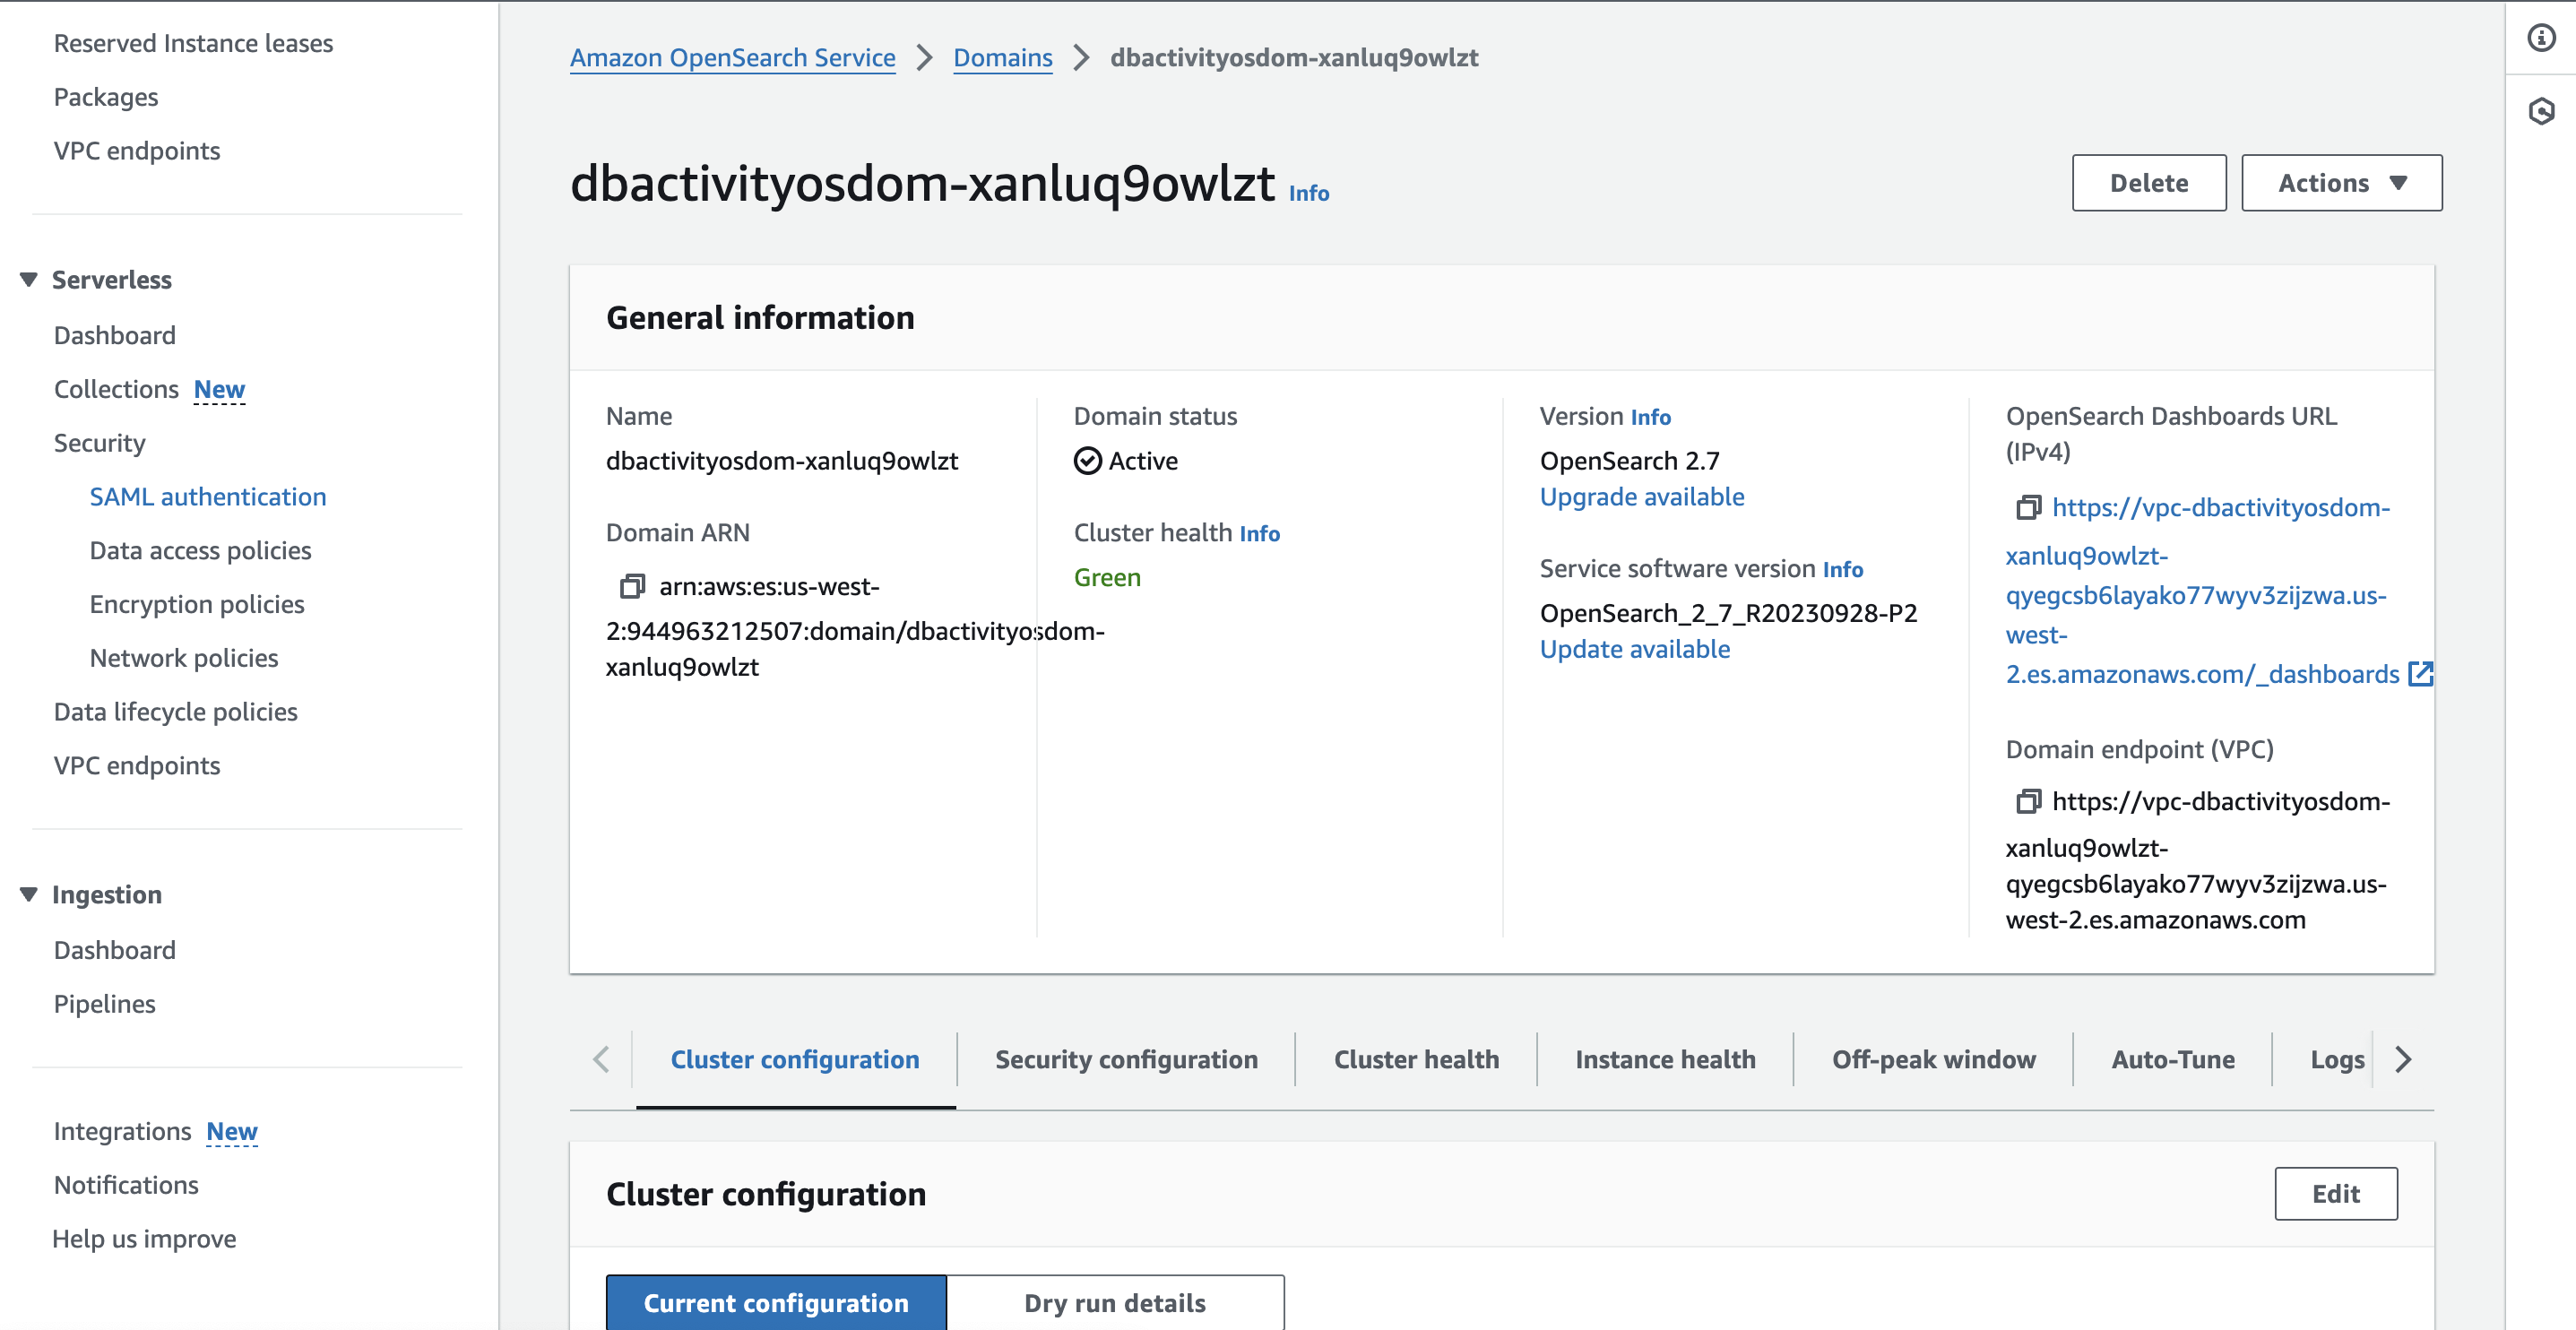 Reserved Instance leases
Packages
VPC endpoints
Serverless
Dashboard
Collections New
Security
SAML authentication
Data access policies
Encryption policies
Network policies
Data lifecycle policies
VPC endpoints
Ingestion
Dashboard
Pipelines
Integrations New
Notifications
Help us improve
Amazon OpenSearch Service > Domains > dbactivityosdom-xanluq9owlzt
dbactivityosdom-xanluq9owlzt Info
Delete
Actions
General information
Name
dbactivityosdom-xanluq9owlzt
Domain ARN
arn:aws:es:us-west-
2:944963212507:domain/dbactivityosdom-
xanluq9owlzt
Domain status
Active
Cluster health Info
Green
Version Info
OpenSearch 2.7
Upgrade available
Service software version Info
OpenSearch_2_7_R20230928-P2
Update available
OpenSearch Dashboards URL
(IPv4)
https://vpc-dbactivityosdom-
xanluq9owlzt-
qyegcsb6layako77wyv3zijzwa.us-
west-
2.es.amazonaws.com/_dashboards
Domain endpoint (VPC)
https://vpc-dbactivityosdom-
xanluq9owlzt-
qyegcsb6layako77wyv3zijzwa.us-
west-2.es.amazonaws.com
Cluster configuration
Security configuration
Cluster health
Instance health
Off-peak window
Auto-Tune
Logs
Cluster configuration
Edit
Current configuration
Dry run details